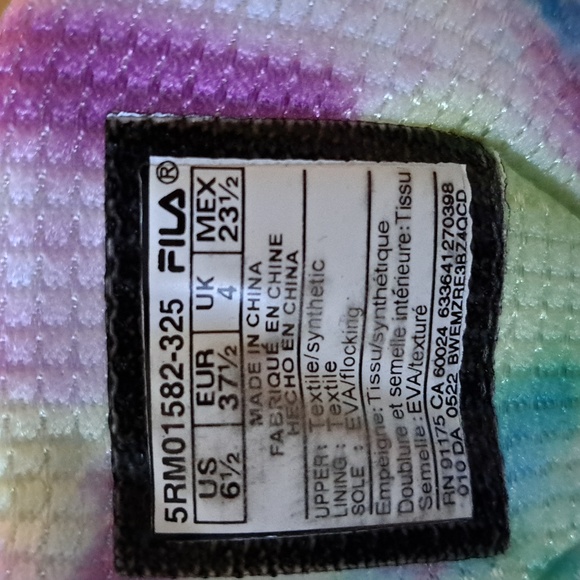 5RM01582-325 FILA®
US EUR UK MEX
6½ 37½ 4 23½
MADE IN CHINA
FABRIQUÉ EN CHINE
HECHO EN CHINA
UPPER: Textile/synthetic
LINING: Textile
SOLE: EVA/flocking
Empeigne: Tissu/synthétique
Doublure et semelle intérieure: Tissu
Semelle: EVA/texturé
RN 91175 CA 60024 633641270398
010 DA 0522 BWEMZRE3BZ4QCD